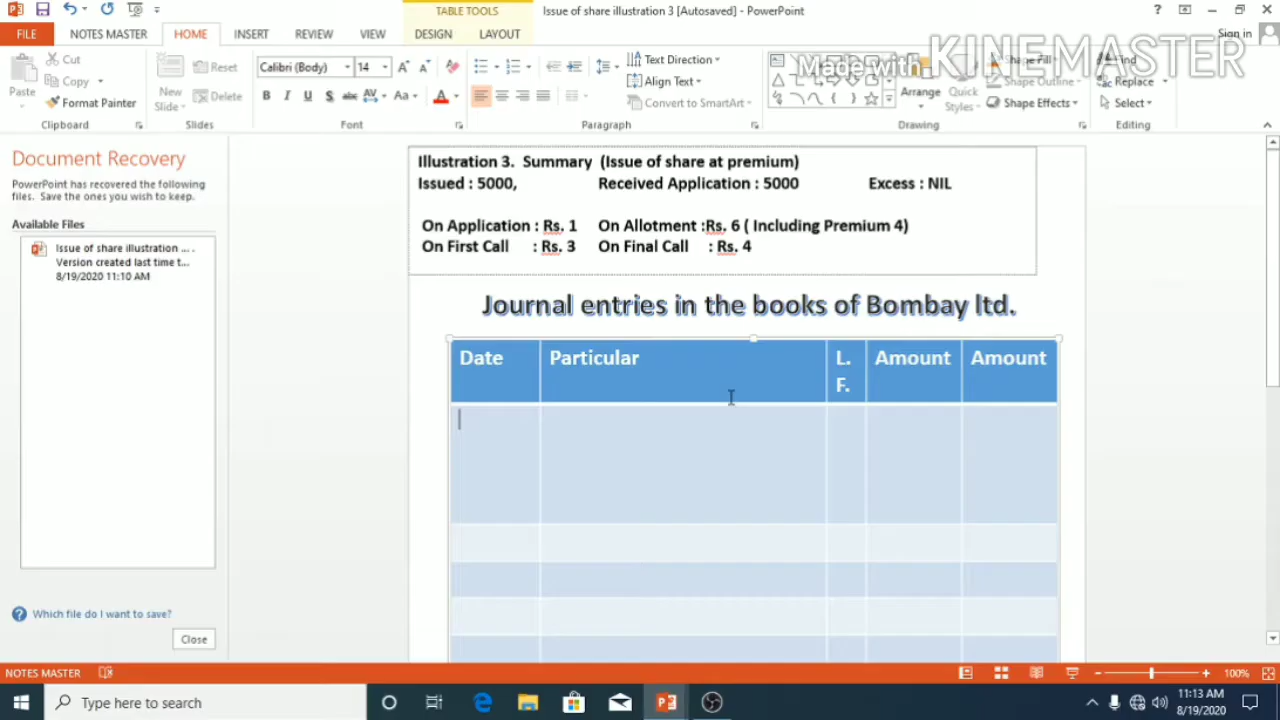 TABLE TOOLS
Issue of share illustration 3 [Autosaved] - PowerPoint
?
FILE
NOTES MASTER
HOME
INSERT
REVIEW
VIEW
DESIGN
LAYOUT
Sign in
Made with KINEMASTER
Paste
Cut
Copy
Format Painter
Clipboard
New Slide
Reset
Delete
Slides
Calibri (Body)
14
B I U S abc AV Aa A
Font
Text Direction
Align Text
Convert to SmartArt
Paragraph
Arrange
Quick Styles
Shape Fill
Shape Outline
Shape Effects
Drawing
Find
Replace
Select
Editing
Document Recovery
PowerPoint has recovered the following
files. Save the ones you wish to keep.
Available Files
Issue of share illustration ... .
Version created last time t...
8/19/2020 11:10 AM
Which file do I want to save?
Close
Illustration 3. Summary (Issue of share at premium)
Issued : 5000, Received Application : 5000 Excess : NIL
On Application : Rs. 1 On Allotment :Rs. 6 ( Including Premium 4)
On First Call : Rs. 3 On Final Call : Rs. 4
Journal entries in the books of Bombay ltd.
Date Particular L. F. Amount Amount
NOTES MASTER
100%
Type here to search
11:13 AM
8/19/2020